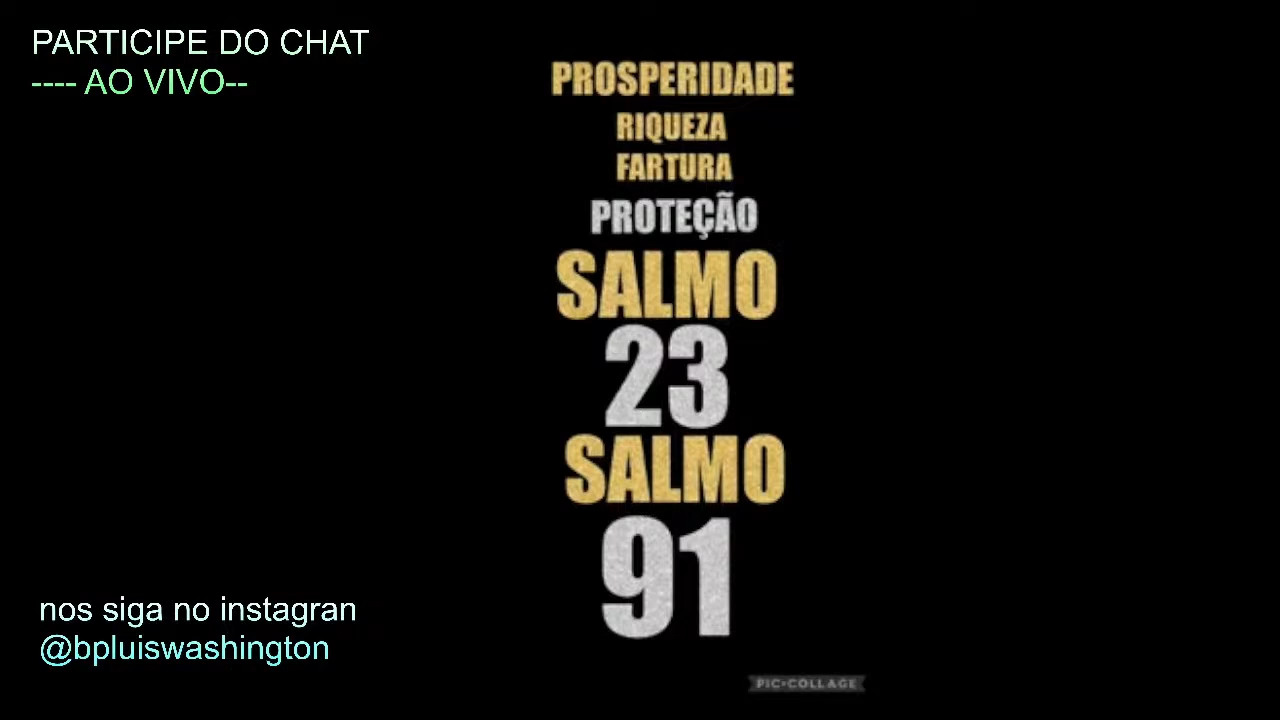 PARTICIPE DO CHAT
---- AO VIVO--
PROSPERIDADE
RIQUEZA
FARTURA
PROTEÇÃO
SALMO
23
SALMO
91
nos siga no instagran
@bpluiswashington
PIC•COLLAGE